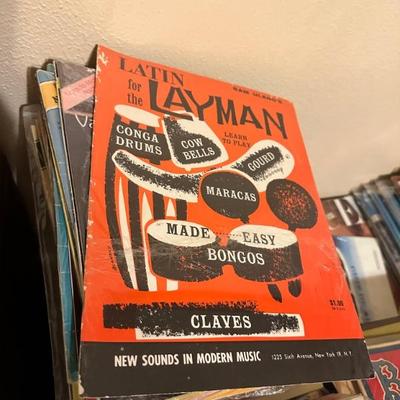 SAM ULANO'S
LATIN
for the
LAYMAN
LEARN
TO PLAY
CONGA
DRUMS
COW
BELLS
GOURD
MARACAS
MADE EASY
BONGOS
$1.00
CLAVES
NEW SOUNDS IN MODERN MUSIC
1225 Sixth Avenue, New York 19, N.Y.